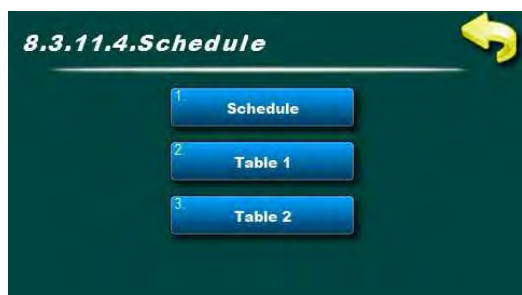 8.3.11.4.Schedule
1.
Schedule
2.
Table 1
3.
Table 2